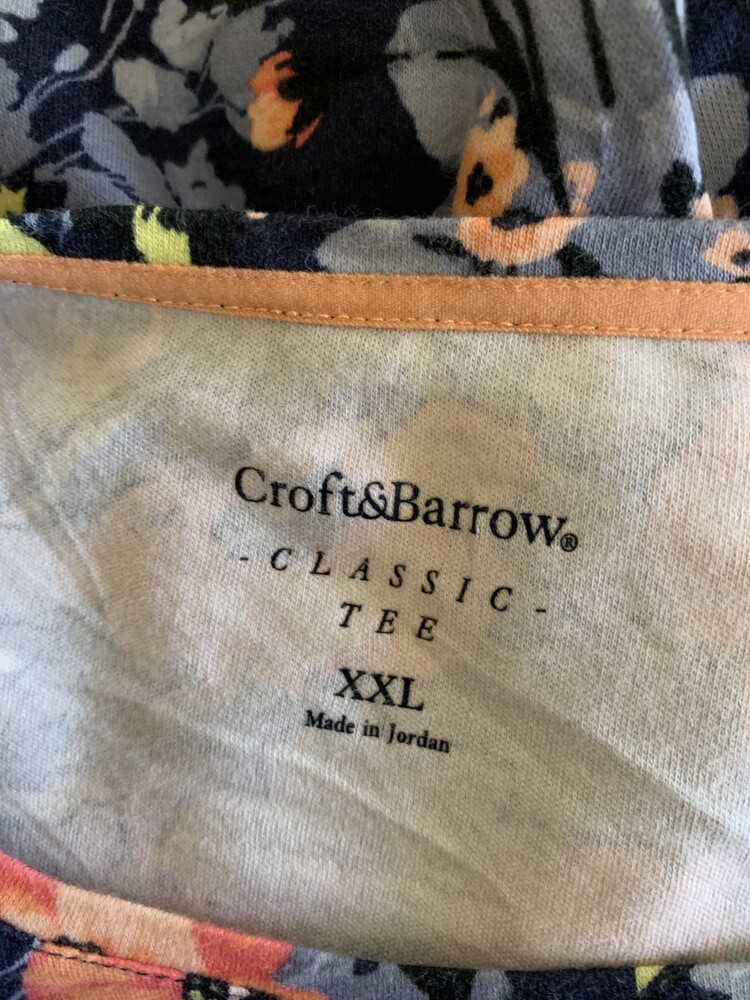 Croft&Barrow®
- CLASSIC -
TEE
XXL
Made in Jordan